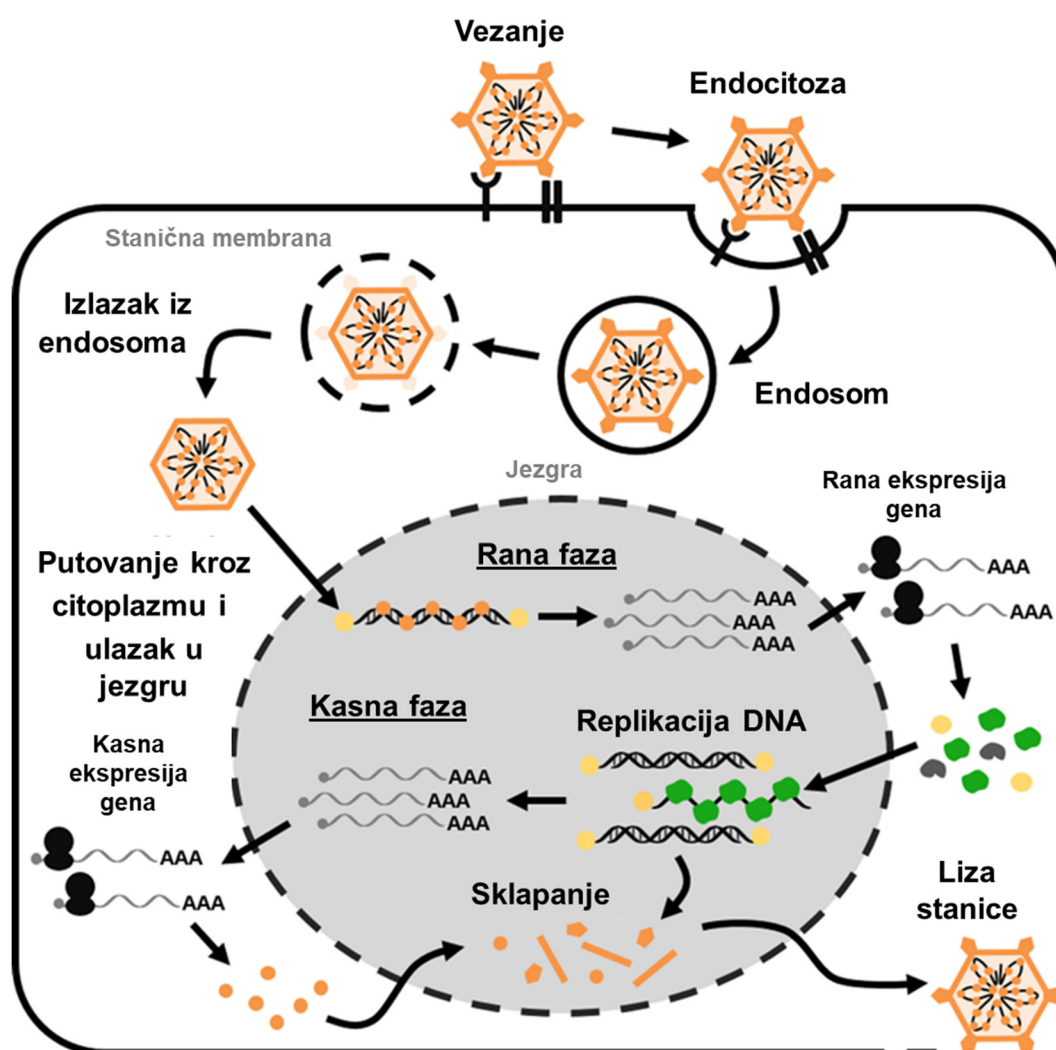 Vezanje
Endocitoza
Stanična membrana
Izlazak iz
endosoma
Endosom
Jezgra
Rana ekspresija
gena
AAA
AAA
Putovanje kroz
citoplazmu i
ulazak u
jezgru
Rana faza
AAA
AAA
AAA
Kasna faza
Replikacija DNA
Kasna
ekspresija
gena
AAA
AAA
AAA
AAA
AAA
Sklapanje
Liza
stanice